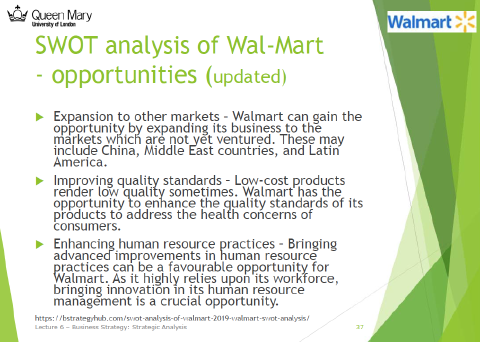 Queen Mary
University of London
Walmart
SWOT analysis of Wal-Mart
- opportunities (updated)
Expansion to other markets – Walmart can gain the
opportunity by expanding its business to the
markets which are not yet ventured. These may
include China, Middle East countries, and Latin
America.
Improving quality standards – Low-cost products
render low quality sometimes. Walmart has the
opportunity to enhance the quality standards of its
products to address the health concerns of
consumers.
Enhancing human resource practices – Bringing
advanced improvements in human resource
practices can be a favourable opportunity for
Walmart. As it highly relies upon its workforce,
bringing innovation in its human resource
management is a crucial opportunity.
https://bstrategyhub.com/swot-analysis-of-walmart-2019-walmart-swot-analysis/
Lecture 6 – Business Strategy: Strategic Analysis
37